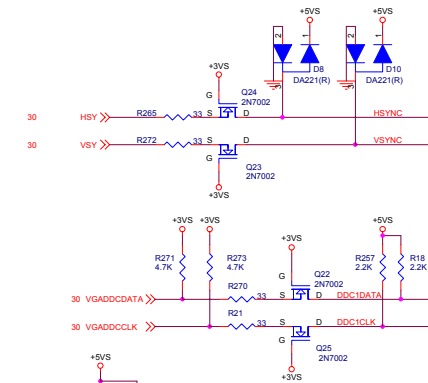 +5VS +5VS
2 1 2 1
+3VS
D8 D10
DA221(R) DA221(R)
3 3
G Q24
2N7002
30 HSY R265 33 S D HSYNC
30 VSY R272 33 S D VSYNC
G Q23
2N7002
+3VS
+3VS +3VS +5VS
+3VS
R271 R273 R257 R18
4.7K 4.7K 2.2K 2.2K
G Q22
2N7002
R270
30 VGADDCDATA 33 S D DDC1DATA
R21
30 VGADDCCLK 33 S D DDC1CLK
G Q25
2N7002
+5VS
+3VS